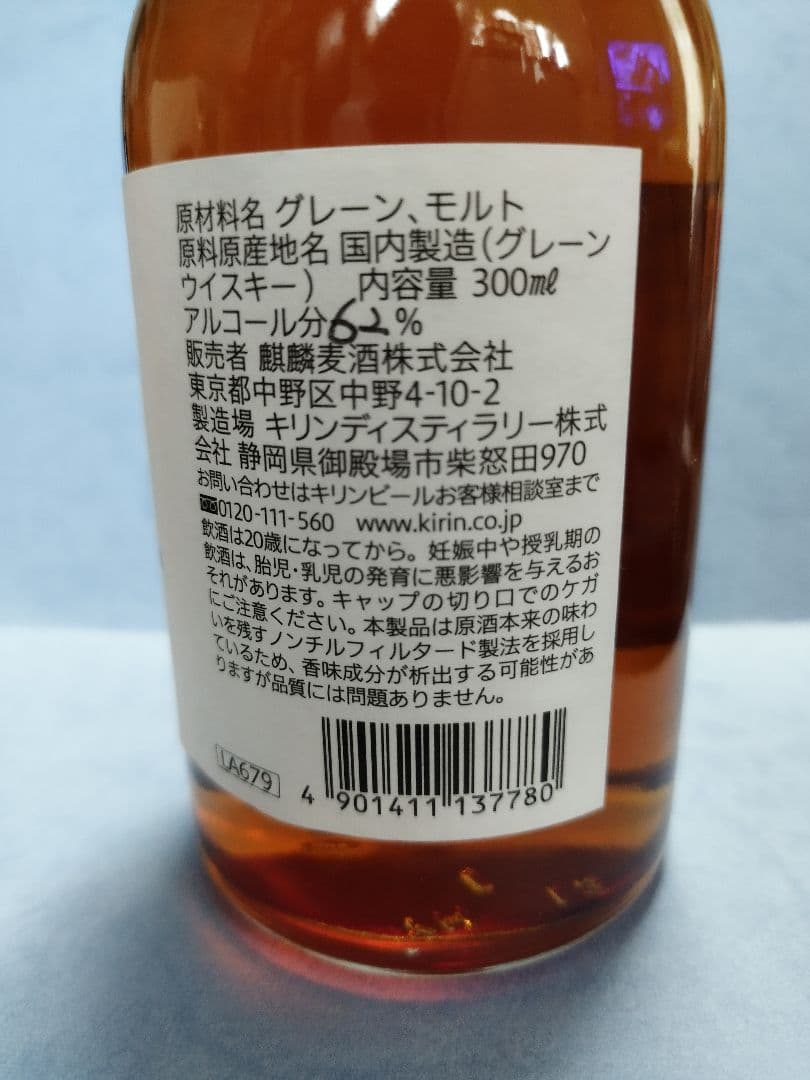 原材料名 グレーン、モルト
原料原産地名 国内製造(グレーン
ウイスキー) 内容量 300㎖
アルコール分62%
販売者 麒麟麦酒株式会社
東京都中野区中野4-10-2
製造場 キリンディスティラリー株式
会社 静岡県御殿場市柴怒田970
お問い合わせはキリンビールお客様相談室まで
☎0120-111-560 www.kirin.co.jp
飲酒は20歳になってから。妊娠中や授乳期の
飲酒は、胎児・乳児の発育に悪影響を与えるお
それがあります。キャップの切り口でのケガ
にご注意ください。本製品は原酒本来の味わ
いを残すノンチルフィルタード製法を採用し
ているため、香味成分が析出する可能性があ
りますが品質には問題ありません。
LA679
4 901411 137780